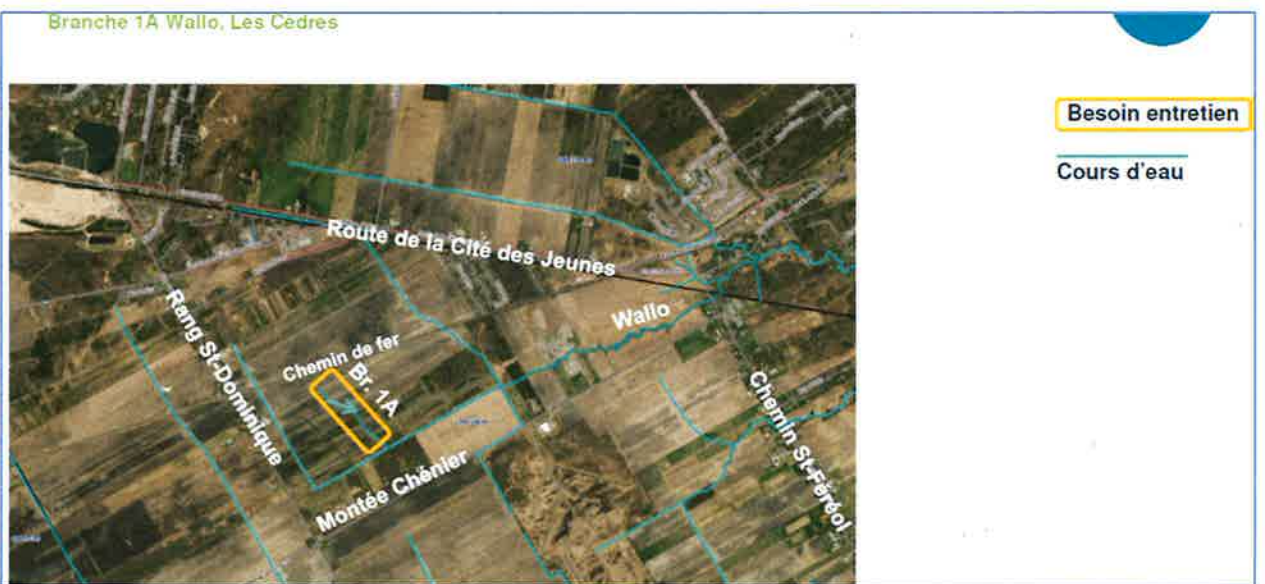 Branche 1A Wallo, Les Cèdres
Besoin entretien
Cours d'eau
Route de la Cité des Jeunes
Wallo
Rang St-Dominique
Chemin de fer
Br. 1A
Chemin St-Féréol
Montée Chénier